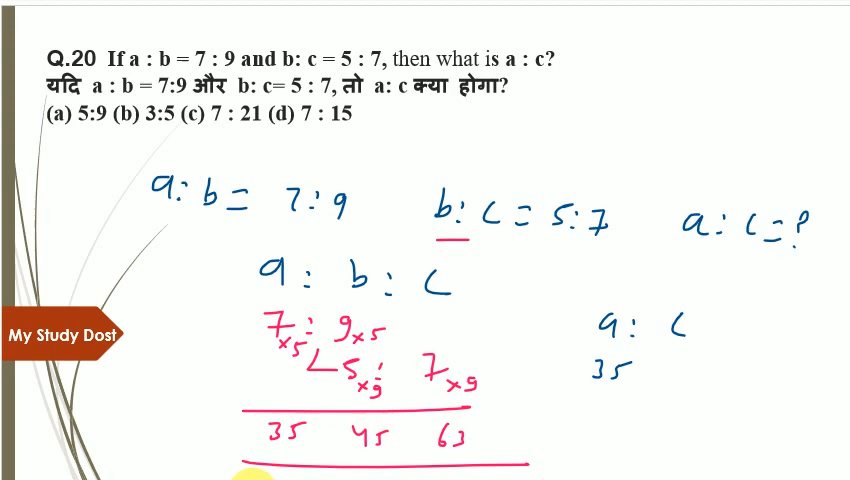 Q.20 If a : b = 7 : 9 and b: c = 5 : 7, then what is a : c?
यदि a : b = 7:9 और b: c= 5 : 7, तो a: c क्या होगा?
(a) 5:9 (b) 3:5 (c) 7 : 21 (d) 7 : 15
a : b = 7 : 9 b : c = 5 : 7 a : c = ?
a : b : c
7 : 9 ×5
×5
5 : 7
×9 ×9
35 45 63
My Study Dost
a : c
35